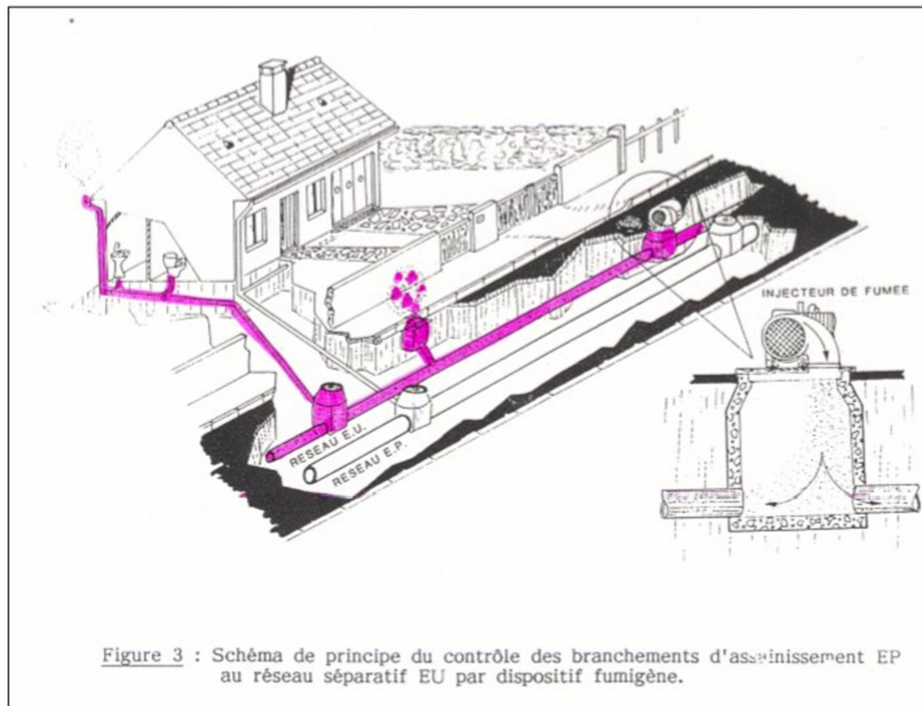 INJECTEUR DE FUMEE
RESEAU E.U.
RESEAU E.P.
Figure 3 : Schéma de principe du contrôle des branchements d'assainissement EP
au réseau séparatif EU par dispositif fumigène.